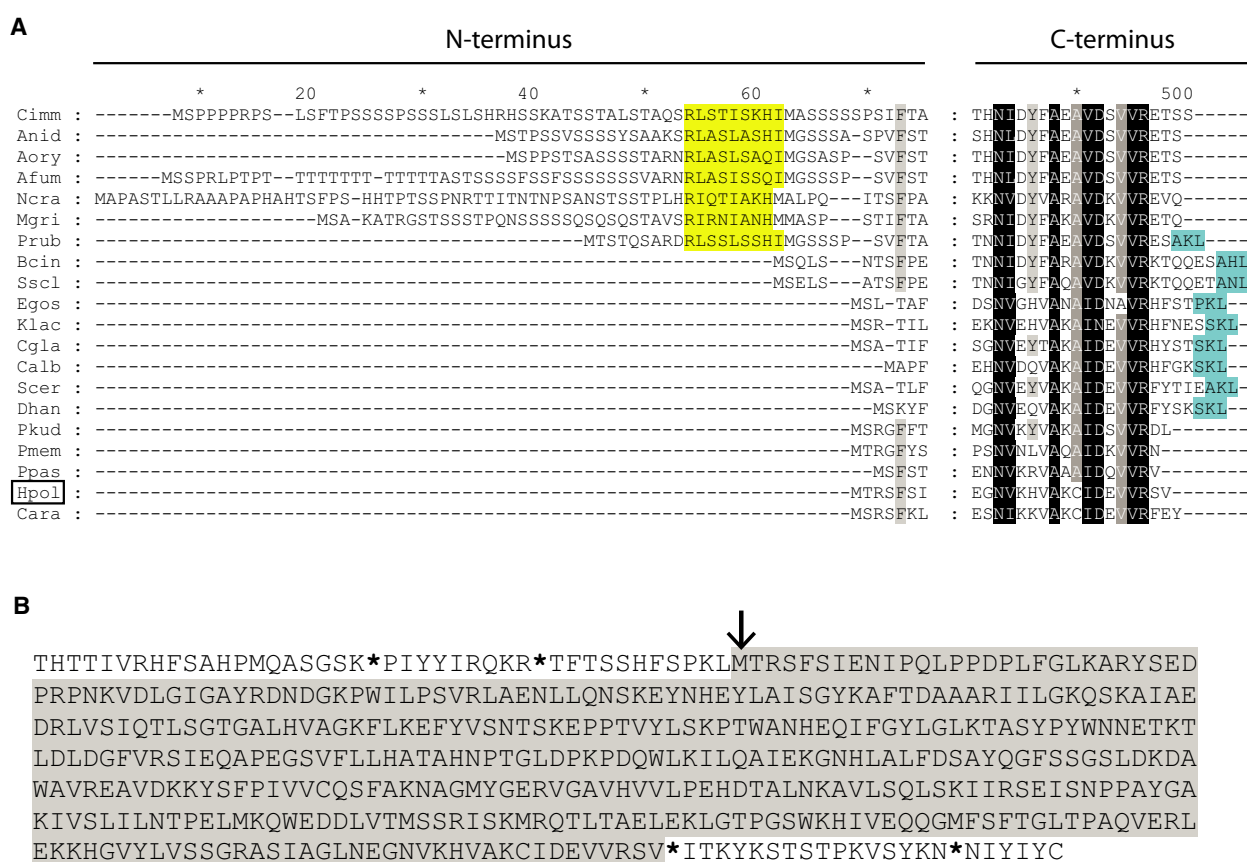 A
N-terminus C-terminus
* 20 * 40 * 60 * * 500
Cimm : -------MSPPPPRPS--LSFTPSSSSPSSSLSLSHRHSSKATSSTALSTAQSRLSTISKHIMASSSSSPSIFTA : THNIDYFAEAVDSVVRETSS-----
Anid : ------------------------------------MSTPSSVSSSSYSAAKSRLASLASHIMGSSSA-SPVFST : SHNLDYFAEAVDSVVRETS------
Aory : -------------------------------------MSPPSTSASSSSTARNRLASLSAQIMGSASP--SVFST : THNIDYFAEAVDSVVRETS------
Afum : ------MSSPRLPTPT--TTTTTTT-TTTTTASTSSSSFSSFSSSSSSSVARNRLASISSQIMGSSSP--SVFST : THNLDYFAEAVDSVVRETS------
Ncra : MAPASTLLRAAAPAPHAHTSFPS-HHTPTSSPNRTTITNTNPSANSTSSTPLHRIQTIAKHMALPQ---ITSFPA : KKNVDYVARAVDKVVREVQ------
Mgri : --------------------MSA-KATRGSTSSSTPQNSSSSSQSQSQSTAVSRIRNIANHMMASP---STIFTA : SRNIDYFAKAVDKVVRETQ------
Prub : --------------------------------------------MTSTQSARDRLSSLSSHIMGSSSP--SVFTA : TNNIDYFAEAVDKVVRESAKL----
Bcin : -------------------------------------------------------------MSQLS---NTSFPE : TNNIDYFARAVDKVVRKTQQESAHL
Sscl : -------------------------------------------------------------MSELS---ATSFPE : TNNIGYFAQAVDKVVRKTQQETANL
Egos : --------------------------------------------------------------------MSL-TAF : DSNVGHVANAIDNAVRHFSTPKL--
Klac : --------------------------------------------------------------------MSR-TIL : EKNVEHVAKAINEVVRHFNESSKL-
Cgla : --------------------------------------------------------------------MSA-TIF : SGNVEYTAKAIDEVVRHYSTSKL--
Calb : -----------------------------------------------------------------------MAPF : EHNVDQVAKAIDEVVRHFGKSKL--
Scer : --------------------------------------------------------------------MSA-TLF : QGNVEYVAKAIDEVVRFYTIEAKL-
Dhan : ----------------------------------------------------------------------MSKYF : DGNVEQVAKAIDEVVRFYSKSKL--
Pkud : --------------------------------------------------------------------MSRGFFT : MGNVKYVAKAIDSVVRDL-------
Pmem : --------------------------------------------------------------------MTRGFYS : PSNVNLVAQAIDKVVRN--------
Ppas : ----------------------------------------------------------------------MSFST : ENNVKRVAAAIDQVVRV--------
Hpol : --------------------------------------------------------------------MTRSFSI : EGNVKHVAKCIDEVVRSV-------
Cara : --------------------------------------------------------------------MSRSFKL : ESNIKKVAKCIDEVVRFEY------
B
THTTIVRHFSAHPMQASGSK*PIYYIRQKR*TFTSSHFSPKLMTRSFSIENIPQLPPDPLFGLKARYSED
PRPNKVDLGIGAYRDNDGKPWILPSVRLAENLLQNSKEYNHEYLAISGYKAFTDAAARIILGKQSKAIAE
DRLVSIQTLSGTGALHVAGKFLKEFYVSNTSKEPPTVYLSKPTWANHEQIFGYLGLKTASYPYWNNETKT
LDLDGFVRSIEQAPEGSVFLLHATAHNPTGLDPKPDQWLKILQAIEKGNHLALFDSAYQGFSSGSLDKDA
WAVREAVDKKYSFPIVVCQSFAKNAGMYGERVGAVHVVLPEHDTALNKAVLSQLSKIIRSEISNPPAYGA
KIVSLILNTPELMKQWEDDLVTMSSRISKMRQTLTAELEKLGTPGSWKHIVEQQGMFSFTGLTPAQVERL
EKKHGVYLVSSGRASIAGLNEGNVKHVAKCIDEVVRSV*ITKYKSTSTPKVSYKN*NIYIYC